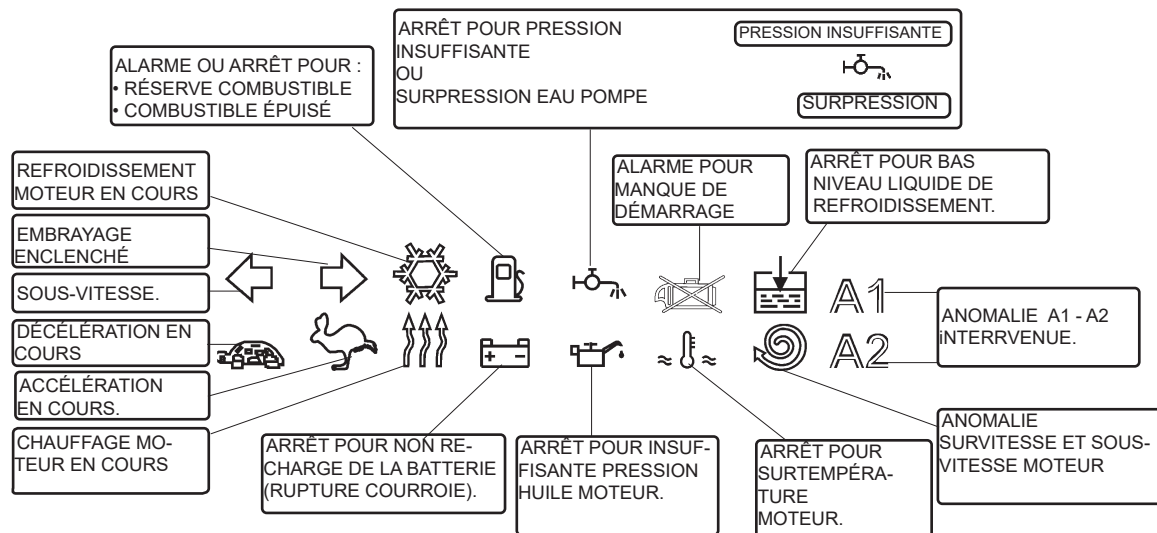 ARRÊT POUR PRESSION
INSUFFISANTE
OU
SURPRESSION EAU POMPE
PRESSION INSUFFISANTE
SURPRESSION
ALARME OU ARRÊT POUR :
• RÉSERVE COMBUSTIBLE
• COMBUSTIBLE ÉPUISÉ
REFROIDISSEMENT
MOTEUR EN COURS
EMBRAYAGE
ENCLENCHÉ
SOUS-VITESSE.
DÉCÉLÉRATION EN
COURS
ACCÉLÉRATION
EN COURS.
CHAUFFAGE MO-
TEUR EN COURS
ALARME POUR
MANQUE DE
DÉMARRAGE
ARRÊT POUR BAS
NIVEAU LIQUIDE DE
REFROIDISSEMENT.
A1
A2
ANOMALIE A1 - A2
iNTERRVENUE.
ARRÊT POUR NON RE-
CHARGE DE LA BATTERIE
(RUPTURE COURROIE).
ARRÊT POUR INSUF-
FISANTE PRESSION
HUILE MOTEUR.
ARRÊT POUR
SURTEMPÉRA-
TURE
MOTEUR.
ANOMALIE
SURVITESSE ET SOUS-
VITESSE MOTEUR